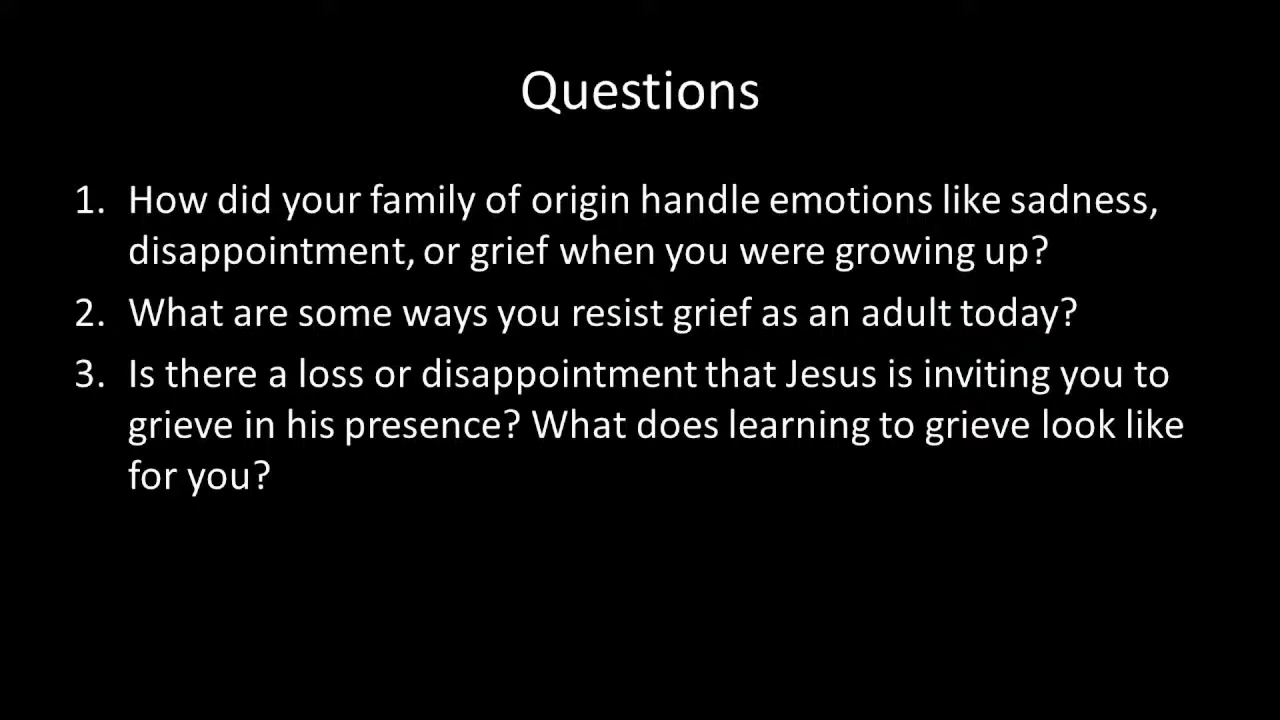 Questions
1. How did your family of origin handle emotions like sadness,
disappointment, or grief when you were growing up?
2. What are some ways you resist grief as an adult today?
3. Is there a loss or disappointment that Jesus is inviting you to
grieve in his presence? What does learning to grieve look like
for you?